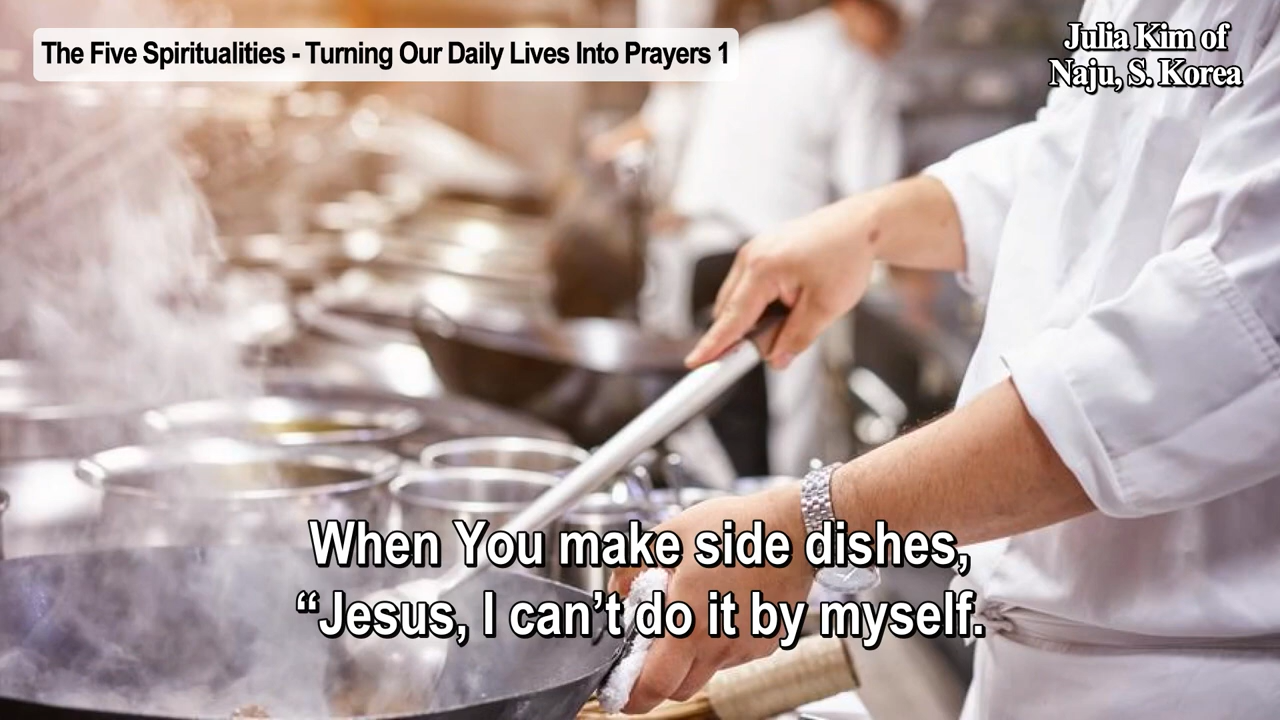 The Five Spiritualities - Turning Our Daily Lives Into Prayers 1
Julia Kim of
Naju, S. Korea
When You make side dishes,
“Jesus, I can’t do it by myself.